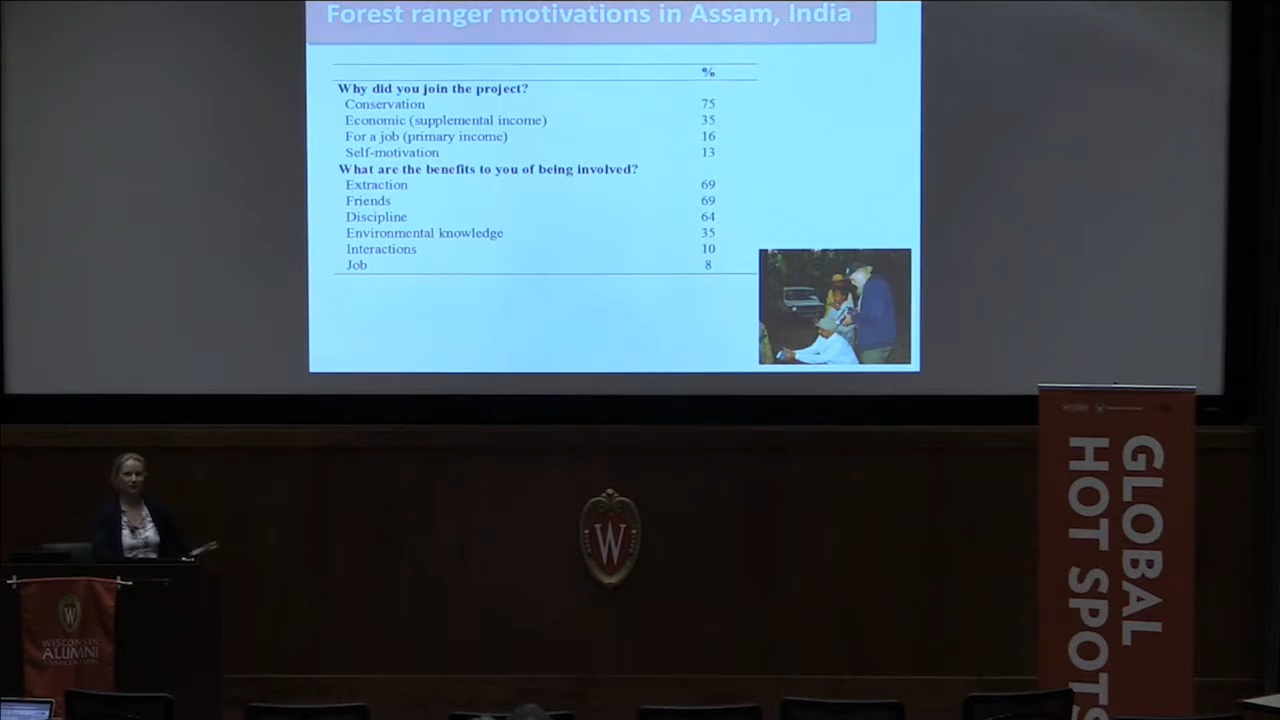 Forest ranger motivations in Assam, India
%
Why did you join the project?
Conservation 75
Economic (supplemental income) 35
For a job (primary income) 16
Self-motivation 13
What are the benefits to you of being involved?
Extraction 69
Friends 69
Discipline 64
Environmental knowledge 35
Interactions 10
Job 8
W
W
WISCONSIN
ALUMNI
ASSOCIATION
GLOBAL
HOT SPOTS